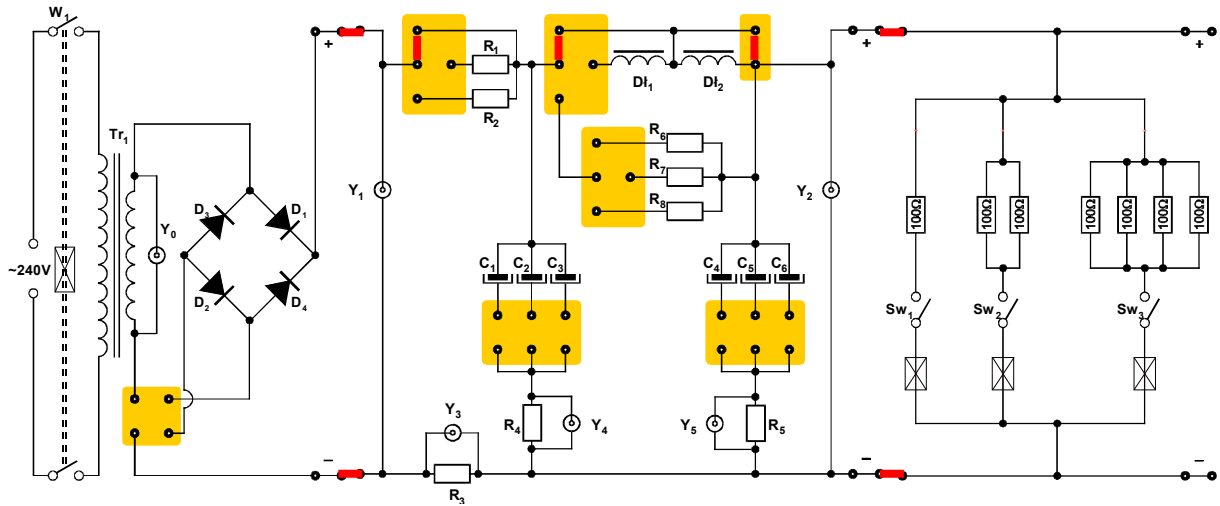 W1
+
Tr1
Y0
~240V
D3
D1
D2
D4
–
Y1
R1
R2
Y3
R3
Dł1
Dł2
R6
R7
R8
C1
C2
C3
R4
Y4
C4
C5
C6
Y5
R5
Y2
+
–
100Ω
100Ω
100Ω
100Ω
100Ω
100Ω
100Ω
Sw1
Sw2
Sw3
+
–